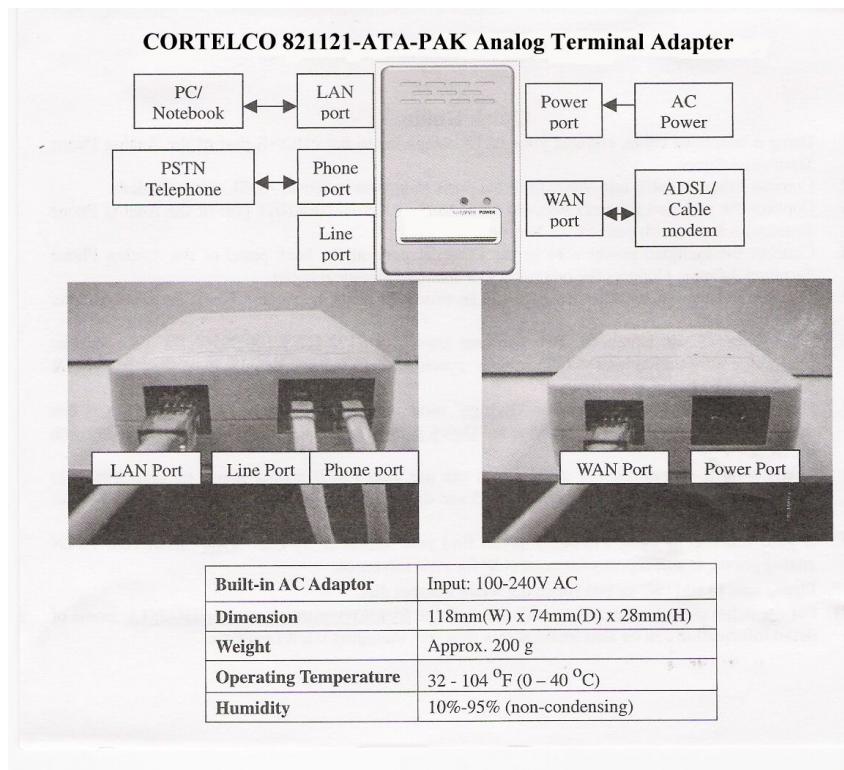 CORTELCO 821121-ATA-PAK Analog Terminal Adapter
PC/
Notebook
LAN
port
Power
port
AC
Power
PSTN
Telephone
Phone
port
WAN
port
ADSL/
Cable
modem
Line
port
POWER
LAN Port
Line Port
Phone port
WAN Port
Power Port
Built-in AC Adaptor Input: 100-240V AC
Dimension 118mm(W) x 74mm(D) x 28mm(H)
Weight Approx. 200 g
Operating Temperature 32 - 104 °F (0 – 40 °C)
Humidity 10%-95% (non-condensing)